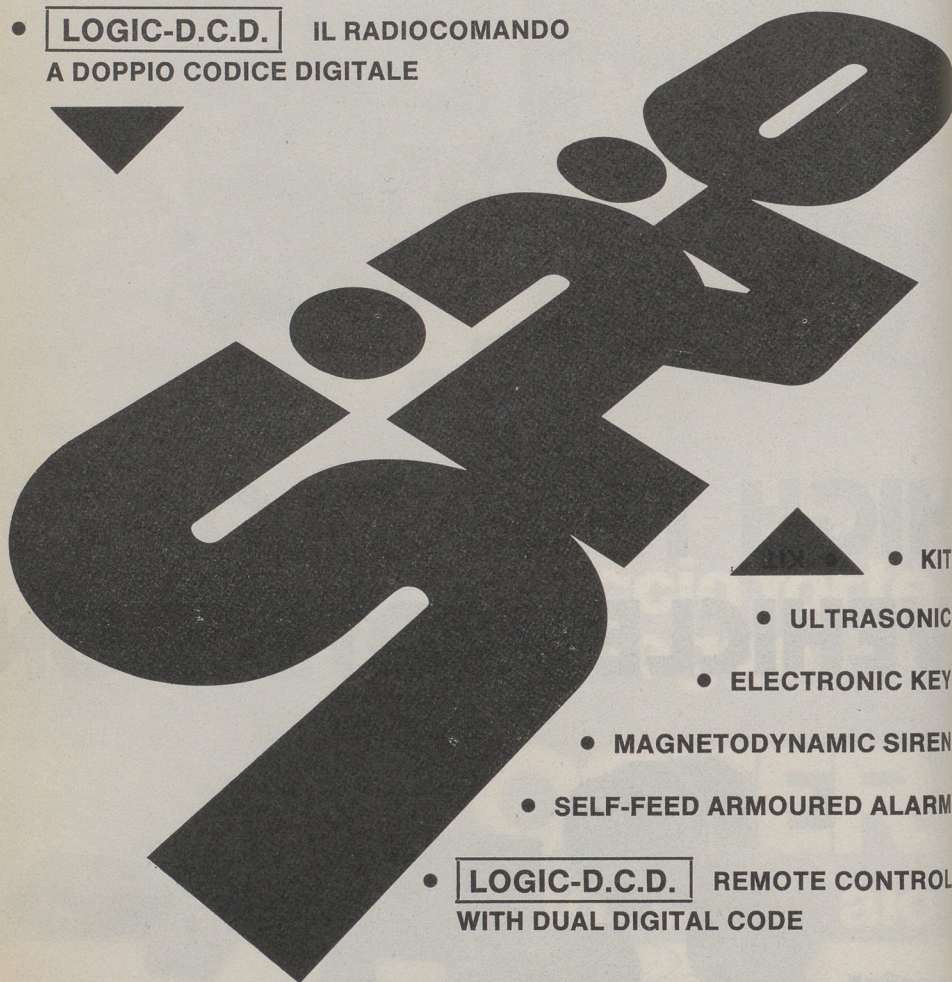 • LOGIC-D.C.D. IL RADIOCOMANDO
A DOPPIO CODICE DIGITALE
• KIT
• ULTRASONIC
• ELECTRONIC KEY
• MAGNETODYNAMIC SIREN
• SELF-FEED ARMOURED ALARM
• LOGIC-D.C.D. REMOTE CONTROL
WITH DUAL DIGITAL CODE